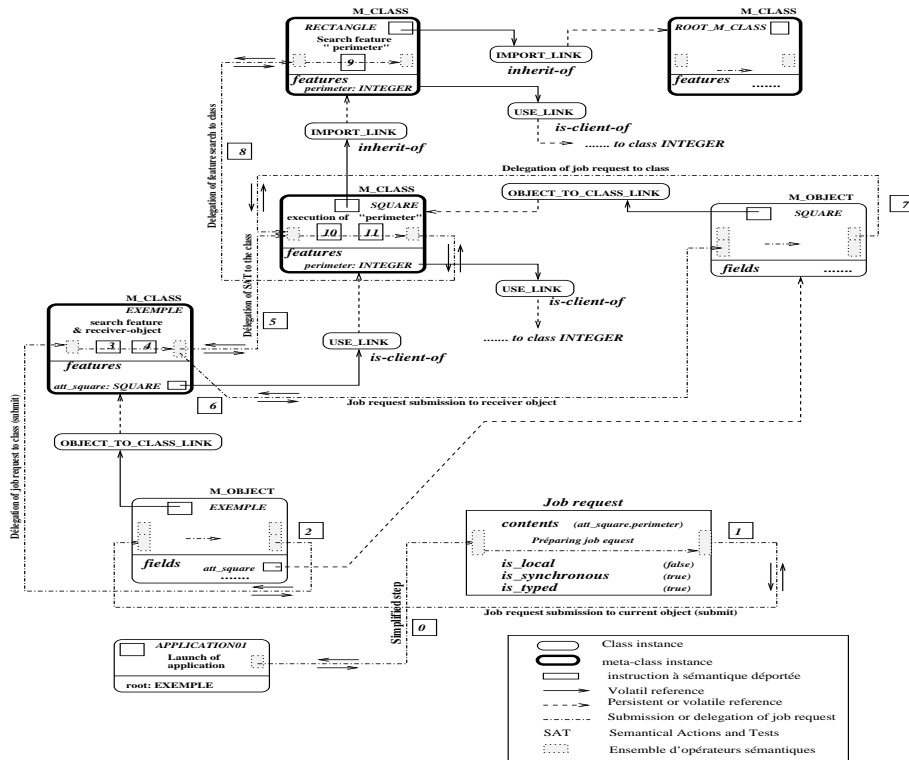 M_CLASS
RECTANGLE
Search feature
" perimeter"
9
features
perimeter: INTEGER
IMPORT_LINK
inherit-of
M_CLASS
ROOT_M_CLASS
features
.......
USE_LINK
is-client-of
....... to class INTEGER
IMPORT_LINK
inherit-of
8
Delegation of feature search to class
Delegation of job request to class
M_CLASS
SQUARE
execution of "perimeter"
10 11
features
perimeter: INTEGER
OBJECT_TO_CLASS_LINK
M_OBJECT
SQUARE
fields
.......
7
USE_LINK
is-client-of
....... to class INTEGER
Délegation of SAT to the class
5
M_CLASS
EXEMPLE
search feature
& receiver-object
3 4
features
att_square: SQUARE
USE_LINK
is-client-of
6
Job request submission to receiver object
Délegation of job request to class (submit)
OBJECT_TO_CLASS_LINK
M_OBJECT
EXEMPLE
fields
att_square
.......
2
Job request
contents (att_square.perimeter)
Préparing job equest
is_local (false)
is_synchronous (true)
is_typed (true)
1
Job request submission to current object (submit)
Simplified step
0
APPLICATION01
Launch of
application
root: EXEMPLE
Class instance
meta-class instance
instruction à sémantique déportée
Volatil reference
Persistent or volatile reference
Submission or delegation of job request
SAT Semantical Actions and Tests
Ensemble d'opérateurs sémantiques